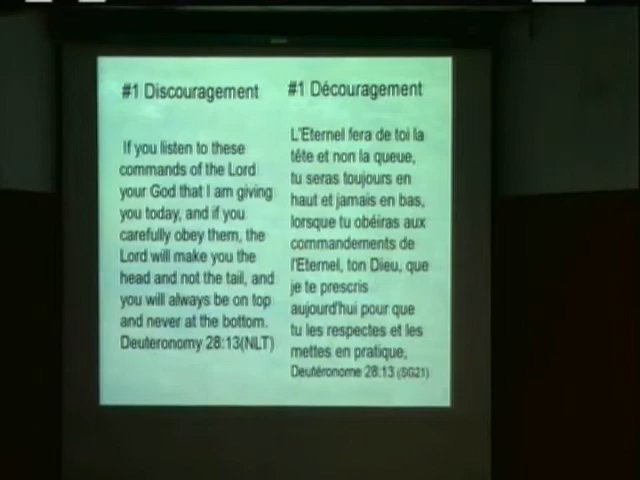 #1 Discouragement
If you listen to these
commands of the Lord
your God that I am giving
you today, and if you
carefully obey them, the
Lord will make you the
head and not the tail, and
you will always be on top
and never at the bottom.
Deuteronomy 28:13(NLT)
#1 Découragement
L'Eternel fera de toi la
tête et non la queue,
tu seras toujours en
haut et jamais en bas,
lorsque tu obéiras aux
commandements de
l'Eternel, ton Dieu, que
je te prescris
aujourd'hui pour que
tu les respectes et les
mettes en pratique,
Deutéronome 28:13 (SG21)